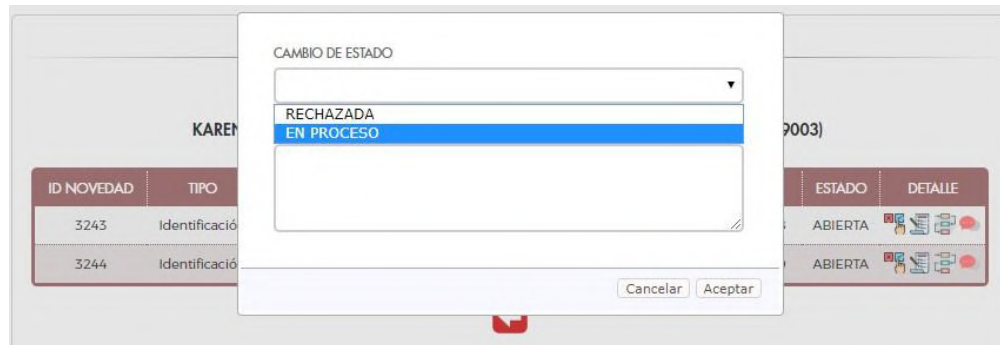 CAMBIO DE ESTADO
RECHAZADA
EN PROCESO
KAREN 9003)
ID NOVEDAD TIPO ESTADO DETALLE
3243 Identificació ABIERTA
3244 Identificació ABIERTA
Cancelar Aceptar